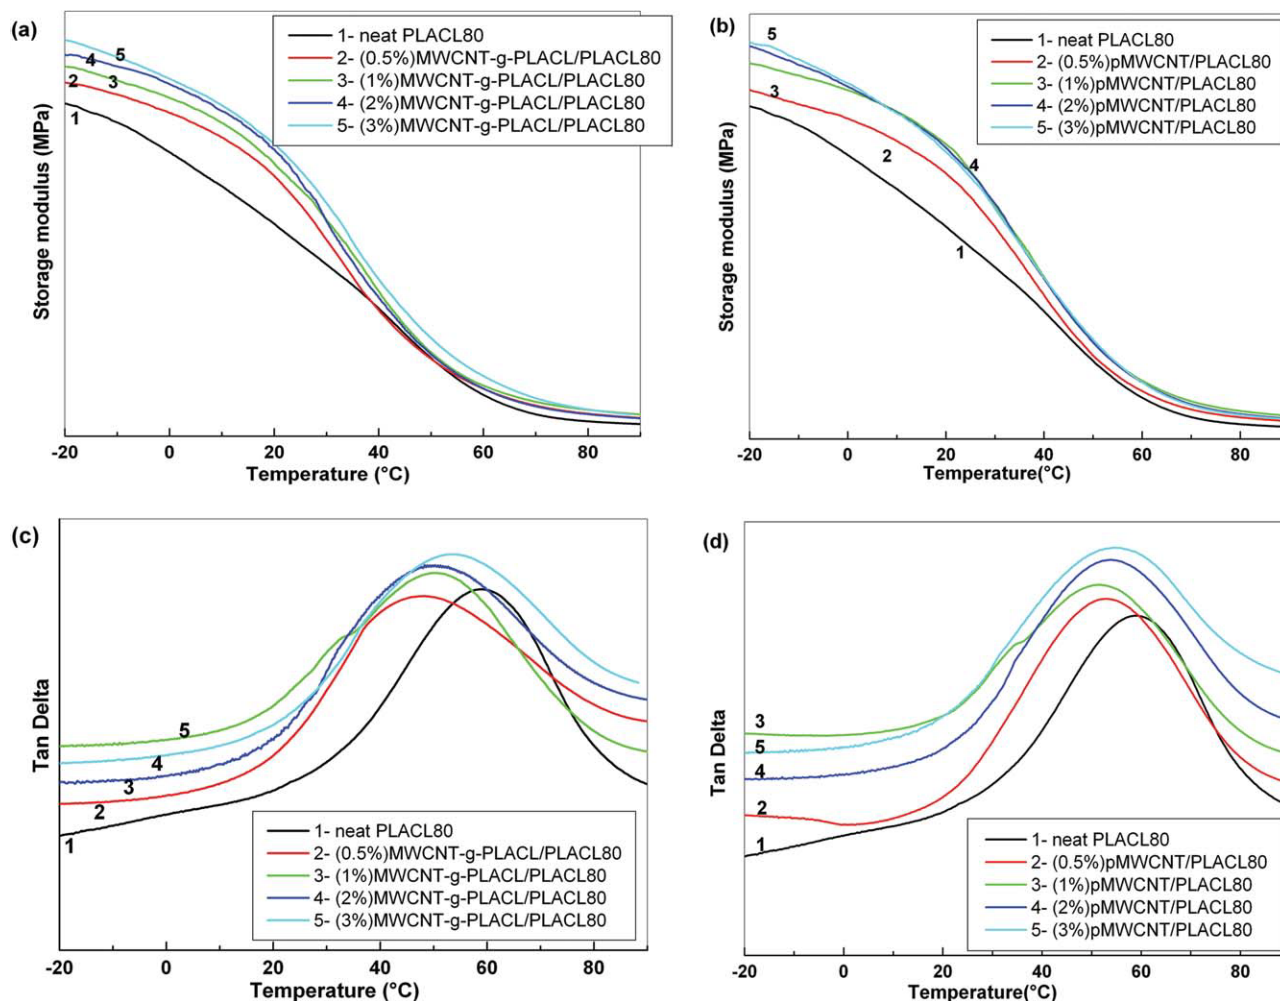 (a)
1- neat PLACL80
2- (0.5%)MWCNT-g-PLACL/PLACL80
3- (1%)MWCNT-g-PLACL/PLACL80
4- (2%)MWCNT-g-PLACL/PLACL80
5- (3%)MWCNT-g-PLACL/PLACL80
5
4
3
2
1
Storage modulus (MPa)
-20 0 20 40 60 80
Temperature (°C)
(b)
1- neat PLACL80
2- (0.5%)pMWCNT/PLACL80
3- (1%)pMWCNT/PLACL80
4- (2%)pMWCNT/PLACL80
5- (3%)pMWCNT/PLACL80
5
3
2
4
1
Storage modulus (MPa)
-20 0 20 40 60 80
Temperature(°C)
(c)
Tan Delta
5
4
3
2
1
1- neat PLACL80
2- (0.5%)MWCNT-g-PLACL/PLACL80
3- (1%)MWCNT-g-PLACL/PLACL80
4- (2%)MWCNT-g-PLACL/PLACL80
5- (3%)MWCNT-g-PLACL/PLACL80
-20 0 20 40 60 80
Temperature (°C)
(d)
Tan Delta
3
5
4
2
1
1- neat PLACL80
2- (0.5%)pMWCNT/PLACL80
3- (1%)pMWCNT/PLACL80
4- (2%)pMWCNT/PLACL80
5- (3%)pMWCNT/PLACL80
-20 0 20 40 60 80
Temperature(°C)